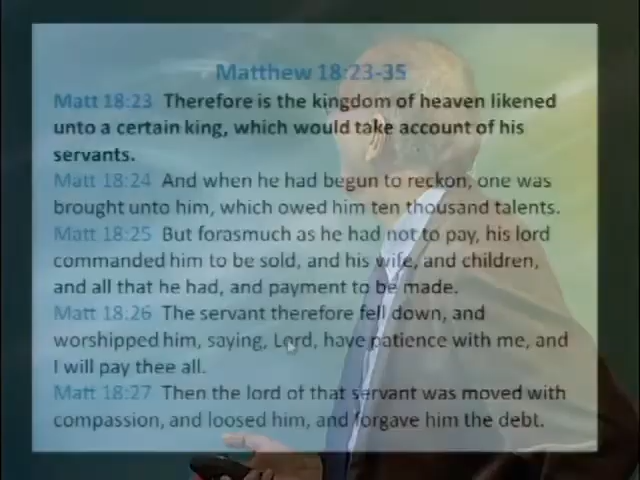 Matthew 18:23-35
Matt 18:23 Therefore is the kingdom of heaven likened
unto a certain king, which would take account of his
servants.
Matt 18:24 And when he had begun to reckon, one was
brought unto him, which owed him ten thousand talents.
Matt 18:25 But forasmuch as he had not to pay, his lord
commanded him to be sold, and his wife, and children,
and all that he had, and payment to be made.
Matt 18:26 The servant therefore fell down, and
worshipped him, saying, Lord, have patience with me, and
I will pay thee all.
Matt 18:27 Then the lord of that servant was moved with
compassion, and loosed him, and forgave him the debt.